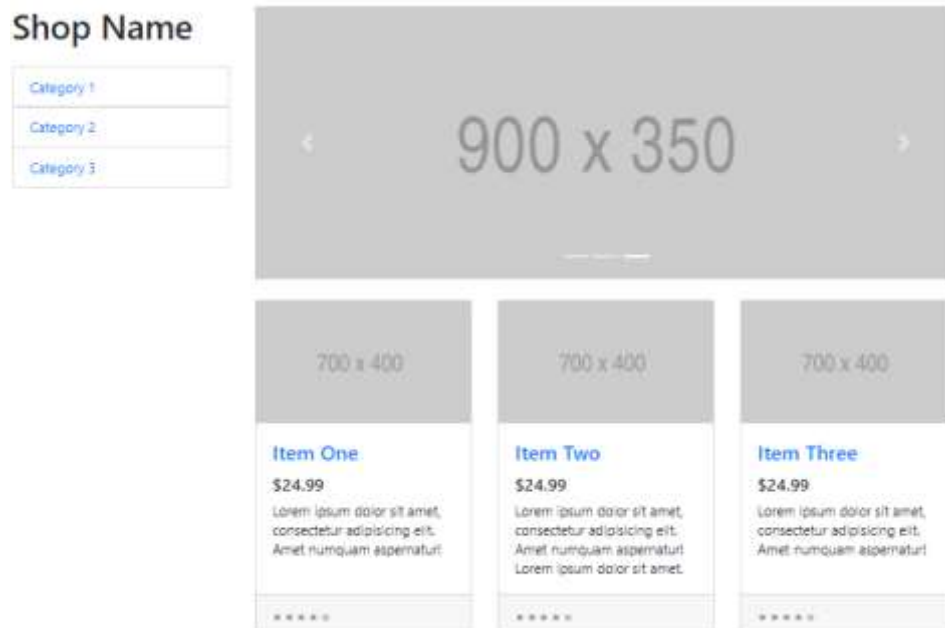 Shop Name
Category 1
Category 2
Category 3
900 x 350
700 x 400
700 x 400
700 x 400
Item One
$24.99
Lorem ipsum dolor sit amet,
consectetur adipisicing elit.
Amet numquam aspernatur!
Item Two
$24.99
Lorem ipsum dolor sit amet,
consectetur adipisicing elit.
Amet numquam aspernatur!
Lorem ipsum dolor sit amet.
Item Three
$24.99
Lorem ipsum dolor sit amet,
consectetur adipisicing elit.
Amet numquam aspernatur!